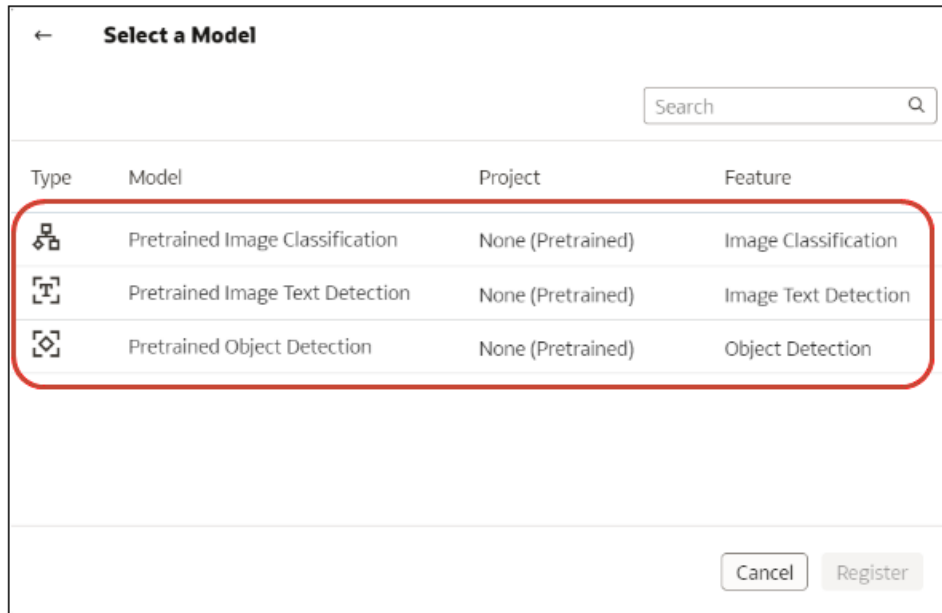 ← Select a Model
Search
Type Model Project Feature
Pretrained Image Classification None (Pretrained) Image Classification
T Pretrained Image Text Detection None (Pretrained) Image Text Detection
Pretrained Object Detection None (Pretrained) Object Detection
Cancel Register